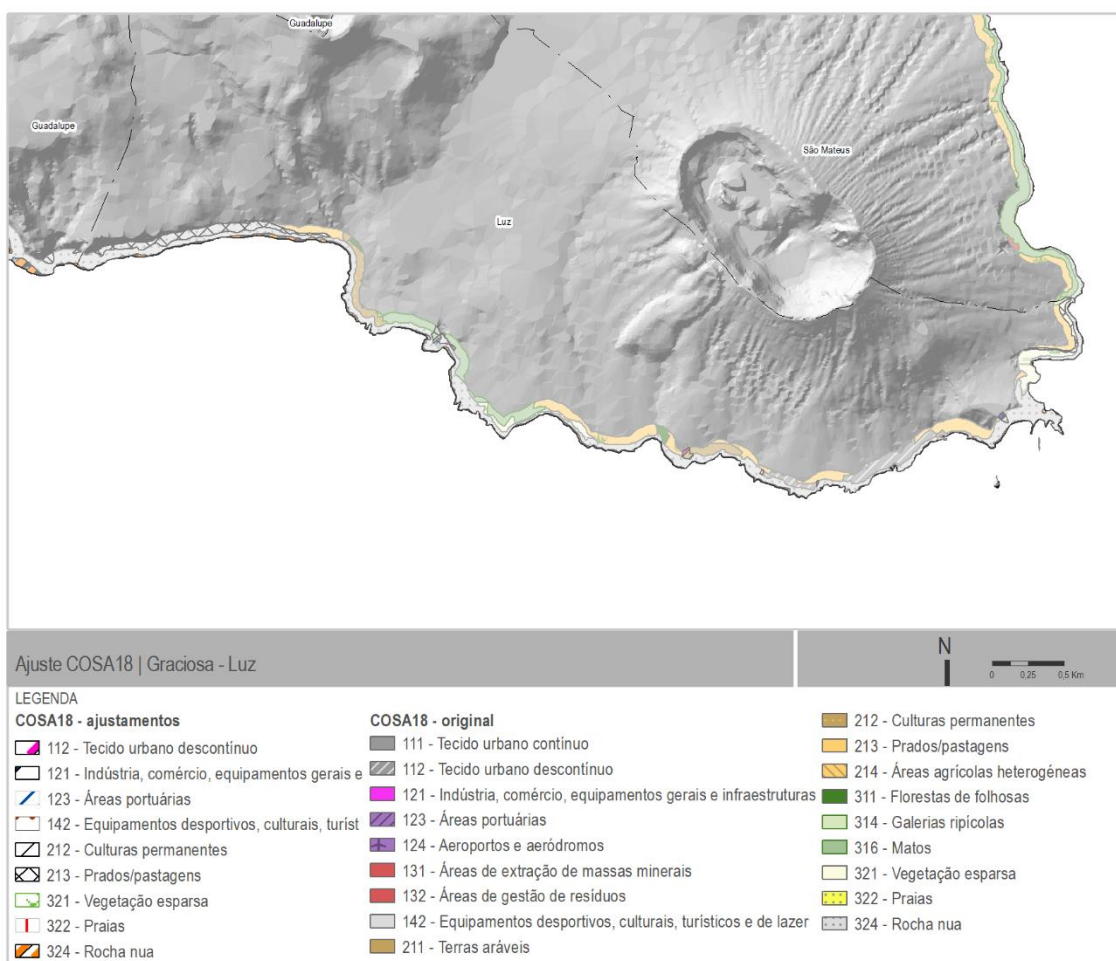 Guadalupe
Guadalupe
São Mateus
Luz
Ajuste COSA18 | Graciosa - Luz
N
0 0,25 0,5 Km
LEGENDA
COSA18 - ajustamentos
112 - Tecido urbano descontínuo
121 - Indústria, comércio, equipamentos gerais e
123 - Áreas portuárias
142 - Equipamentos desportivos, culturais, turíst
212 - Culturas permanentes
213 - Prados/pastagens
321 - Vegetação esparsa
322 - Praias
324 - Rocha nua
COSA18 - original
111 - Tecido urbano contínuo
112 - Tecido urbano descontínuo
121 - Indústria, comércio, equipamentos gerais e infraestruturas
123 - Áreas portuárias
124 - Aeroportos e aeródromos
131 - Áreas de extração de massas minerais
132 - Áreas de gestão de resíduos
142 - Equipamentos desportivos, culturais, turísticos e de lazer
211 - Terras aráveis
212 - Culturas permanentes
213 - Prados/pastagens
214 - Áreas agrícolas heterogéneas
311 - Florestas de folhosas
314 - Galerias ripícolas
316 - Matos
321 - Vegetação esparsa
322 - Praias
324 - Rocha nua